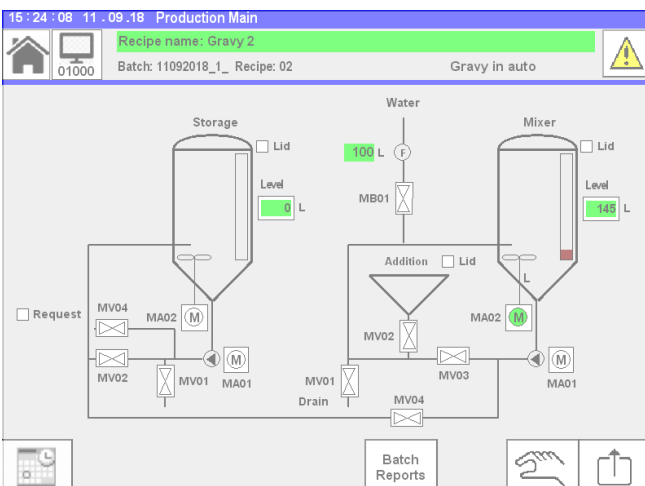 15:24:08 11.09.18 Production Main
01000
Recipe name: Gravy 2
Batch: 11092018_1_ Recipe: 02
Gravy in auto
Water
Storage
Mixer
Lid
100 L
F
Lid
Level
0 L
MB01
Level
145 L
Addition
Lid
L
Request
MV04
MA02
M
MV02
MA02
M
MV02
MV01
M
MA01
MV01
Drain
MV03
M
MA01
MV04
Batch
Reports